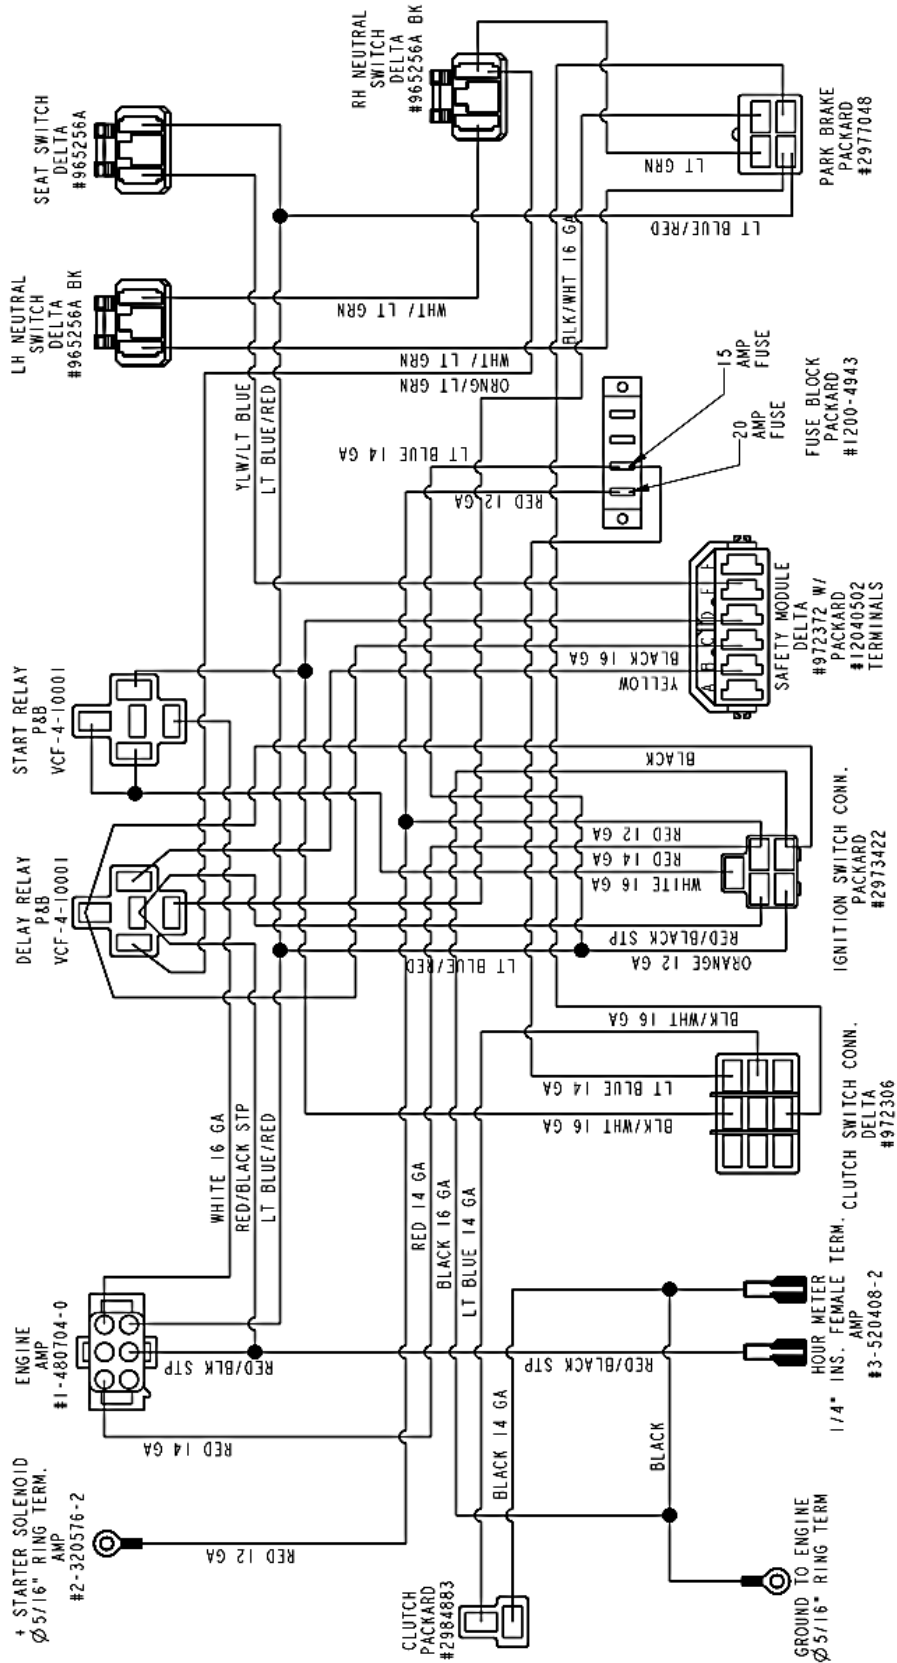 + STARTER SOLENOID
Ø5/16" RING TERM.
AMP
#2-320576-2
ENGINE
AMP
#1-480704-0
DELAY RELAY
P&B
VCF-4-10001
START RELAY
P&B
VCF-4-10001
LH NEUTRAL
SWITCH
DELTA
#965256A BK
SEAT SWITCH
DELTA
#965256A
RH NEUTRAL
SWITCH
DELTA
#965256A BK
RED 12 GA
RED 14 GA
RED/BLK STP
WHITE 16 GA
RED/BLACK STP
LT BLUE/RED
YLW/LT BLUE
LT BLUE/RED
WHT/ LT GRN
WHT/ LT GRN
ORNG/LT GRN
LT BLUE 14 GA
RED 12 GA
LT BLUE/RED
RED 14 GA
BLACK 16 GA
LT BLUE 14 GA
BLACK 14 GA
RED/BLACK STP
BLACK
BLK/WHT 16 GA
LT BLUE 14 GA
BLK/WHT 16 GA
ORANGE 12 GA
RED/BLACK STP
WHITE 16 GA
RED 14 GA
RED 12 GA
BLACK
YELLOW
BLACK 16 GA
BLK/WHT 16 GA
LT BLUE/RED
LT GRN
A
B
C
D
E
F
20
AMP
FUSE
15
AMP
FUSE
CLUTCH
PACKARD
#2984883
GROUND TO ENGINE
Ø5/16" RING TERM
HOUR METER
1/4" INS. FEMALE TERM.
AMP
#3-520408-2
CLUTCH SWITCH CONN.
DELTA
#972306
IGNITION SWITCH CONN.
PACKARD
#2973422
SAFETY MODULE
DELTA
#972372 W/
PACKARD
#12040502
TERMINALS
FUSE BLOCK
PACKARD
#1200-4943
PARK BRAKE
PACKARD
#2977048